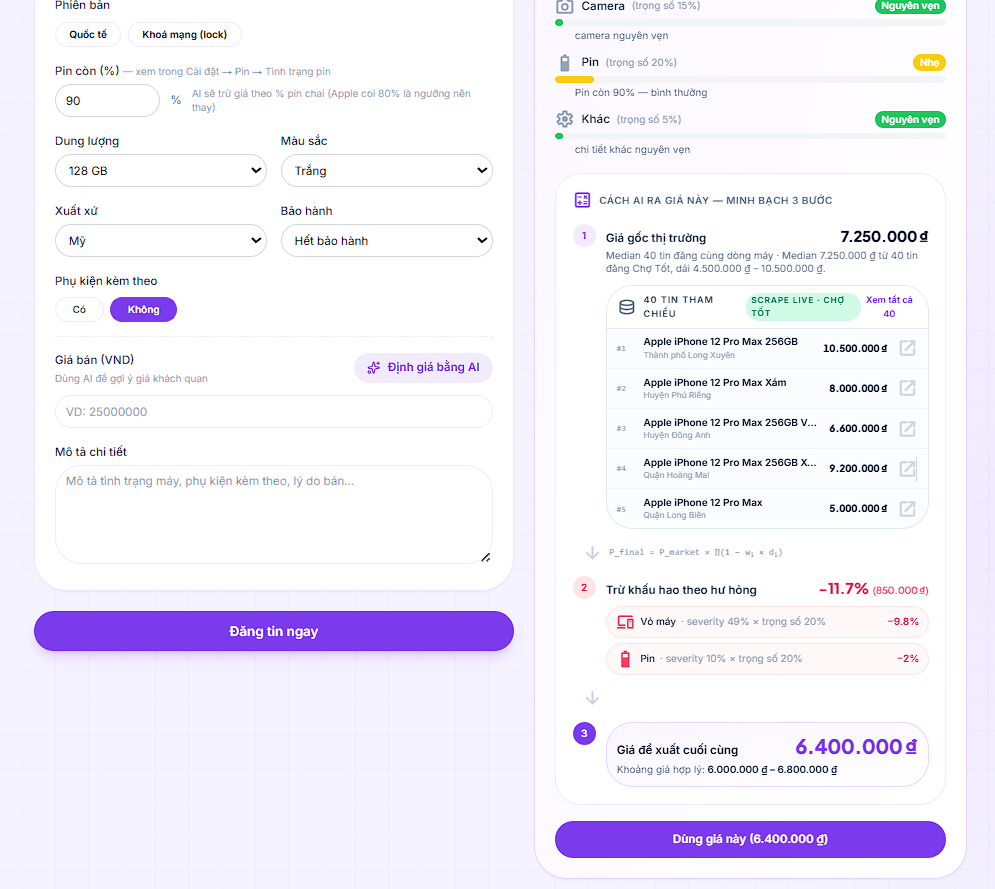 Phiên bản
Quốc tế
Khoá mạng (lock)
Pin còn (%) — xem trong Cài đặt → Pin → Tình trạng pin
90
%
AI sẽ trừ giá theo % pin chai (Apple coi 80% là ngưỡng nên
thay)
Dung lượng
Màu sắc
128 GB
Trắng
Xuất xứ
Bảo hành
Mỹ
Hết bảo hành
Phụ kiện kèm theo
Có
Không
Giá bán (VND)
Dùng AI để gợi ý giá khách quan
Định giá bằng AI
VD: 25000000
Mô tả chi tiết
Mô tả tình trạng máy, phụ kiện kèm theo, lý do bán...
Đăng tin ngay
Camera (trọng số 15%)
Nguyên vẹn
camera nguyên vẹn
Pin (trọng số 20%)
Nhẹ
Pin còn 90% — bình thường
Khác (trọng số 5%)
Nguyên vẹn
chi tiết khác nguyên vẹn
CÁCH AI RA GIÁ NÀY — MINH BẠCH 3 BƯỚC
1
Giá gốc thị trường
7.250.000 ₫
Median 40 tin đăng cùng dòng máy · Median 7.250.000 ₫ từ 40 tin
đăng Chợ Tốt, dải 4.500.000 ₫ – 10.500.000 ₫.
40 TIN THAM
CHIẾU
SCRAPE LIVE · CHỢ
TỐT
Xem tất cả
40
#1
Apple iPhone 12 Pro Max 256GB
Thành phố Long Xuyên
10.500.000 ₫
#2
Apple iPhone 12 Pro Max Xám
Huyện Phú Riềng
8.000.000 ₫
#3
Apple iPhone 12 Pro Max 256GB V...
Huyện Đông Anh
6.600.000 ₫
#4
Apple iPhone 12 Pro Max 256GB X...
Quận Hoàng Mai
9.200.000 ₫
#5
Apple iPhone 12 Pro Max
Quận Long Biên
5.000.000 ₫
P_final = P_market × ∏(1 − wᵢ × dᵢ)
2
Trừ khấu hao theo hư hỏng
−11.7% (850.000 ₫)
Vỏ máy · severity 49% × trọng số 20%
−9.8%
Pin · severity 10% × trọng số 20%
−2%
3
Giá đề xuất cuối cùng
6.400.000 ₫
Khoảng giá hợp lý: 6.000.000 ₫ – 6.800.000 ₫
Dùng giá này (6.400.000 ₫)